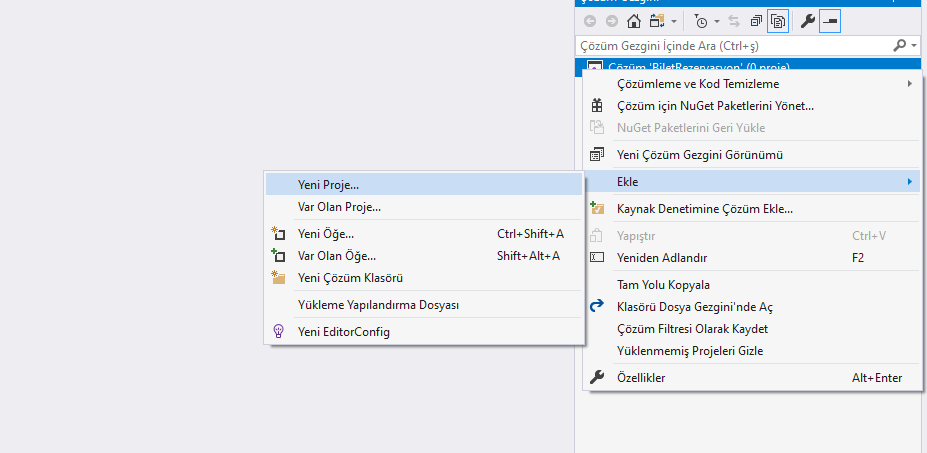 Çözüm Gezgini İçinde Ara (Ctrl+ş)
Çözüm 'BiletRezervasyon' (0 proje)
Çözümleme ve Kod Temizleme
Çözüm için NuGet Paketlerini Yönet...
NuGet Paketlerini Geri Yükle
Yeni Çözüm Gezgini Görünümü
Ekle
Kaynak Denetimine Çözüm Ekle...
Yapıştır Ctrl+V
Yeniden Adlandır F2
Tam Yolu Kopyala
Klasörü Dosya Gezgini'nde Aç
Çözüm Filtresi Olarak Kaydet
Yüklenmemiş Projeleri Gizle
Özellikler Alt+Enter
Yeni Proje...
Var Olan Proje...
Yeni Öğe... Ctrl+Shift+A
Var Olan Öğe... Shift+Alt+A
Yeni Çözüm Klasörü
Yükleme Yapılandırma Dosyası
Yeni EditorConfig